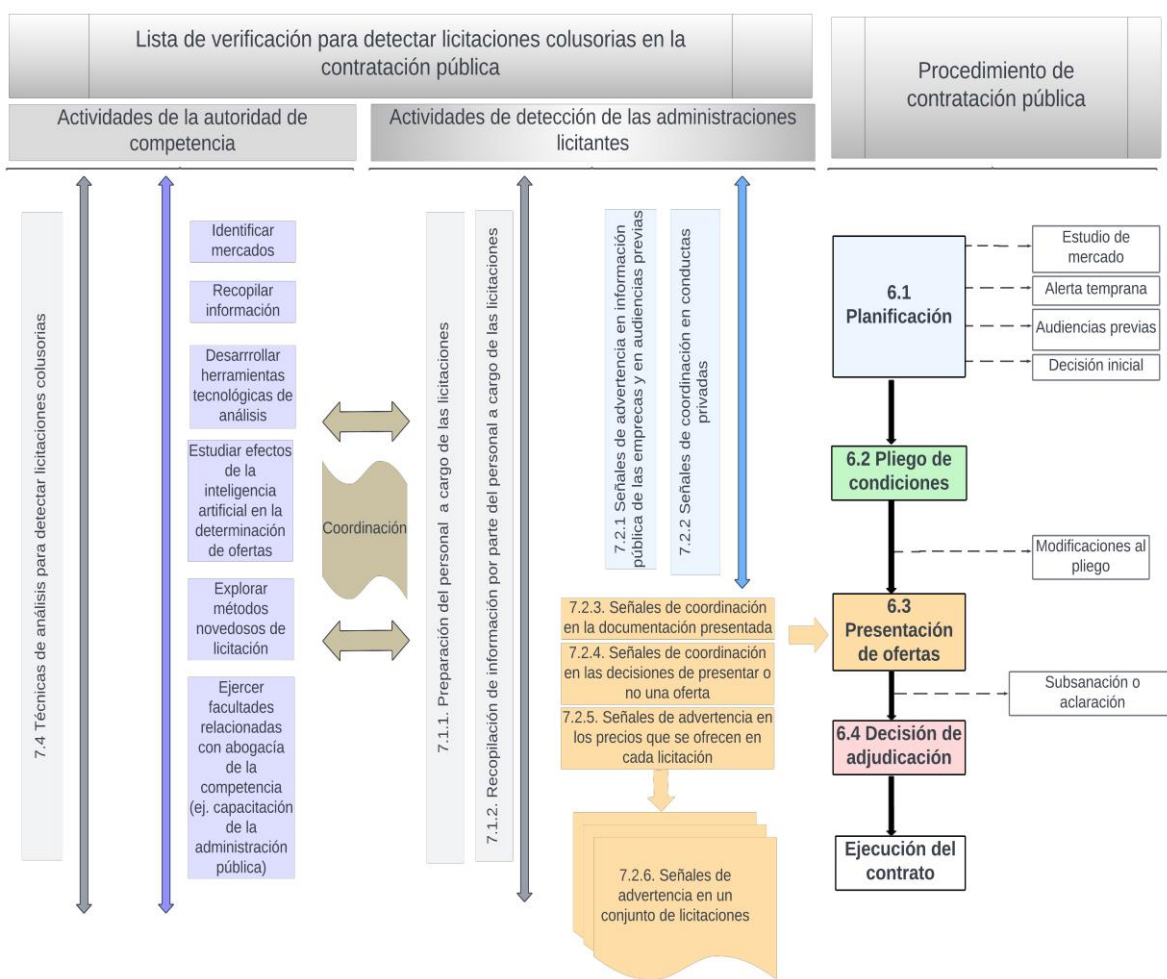 Lista de verificación para detectar licitaciones colusorias en la
contratación pública
Procedimiento de
contratación pública
Actividades de la autoridad de
competencia
Actividades de detección de las administraciones
licitantes
7.4 Técnicas de análisis para detectar licitaciones colusorias
Identificar
mercados
Recopilar
información
Desarrollar
herramientas
tecnológicas de
análisis
Estudiar efectos
de la
inteligencia
artificial en la
determinación
de ofertas
Explorar
métodos
novedosos de
licitación
Ejercer
facultades
relacionadas
con abogacía
de la
competencia
(ej. capacitación
de la
administración
pública)
Coordinación
7.1.1. Preparación del personal a cargo de las licitaciones
7.1.2. Recopilación de información por parte del personal a cargo de las licitaciones
7.2.1 Señales de advertencia en información
pública de las emprecas y en audiencias previas
7.2.2 Señales de coordinación en conductas
privadas
7.2.3. Señales de coordinación
en la documentación presentada
7.2.4. Señales de coordinación
en las decisiones de presentar o
no una oferta
7.2.5. Señales de advertencia en
los precios que se ofrecen en
cada licitación
7.2.6. Señales de
advertencia en un
conjunto de licitaciones
6.1
Planificación
Estudio de
mercado
Alerta temprana
Audiencias previas
Decisión inicial
6.2 Pliego de
condiciones
Modificaciones al
pliego
6.3
Presentación
de ofertas
Subsanación o
aclaración
6.4 Decisión de
adjudicación
Ejecución del
contrato